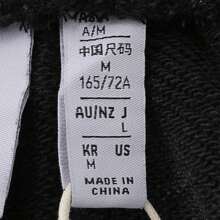 A/M
中国尺码
M
165/72A
AU/NZ J
L L
KR US
M M
MADE IN
CHINA